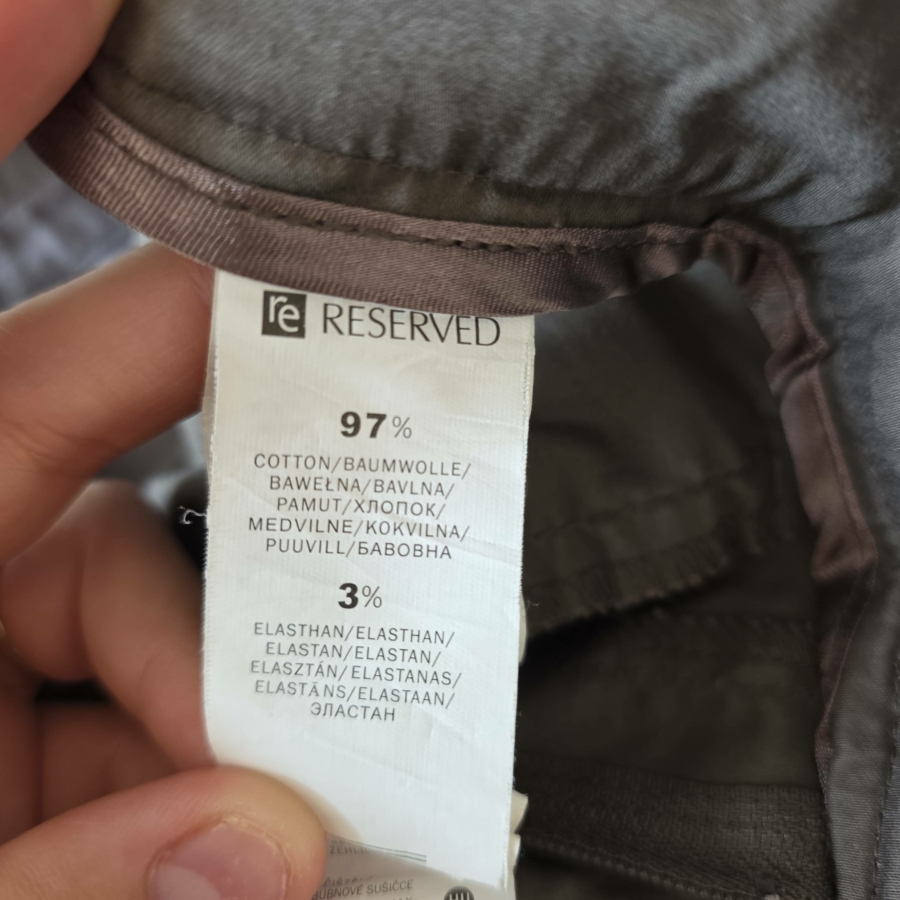 re RESERVED
97%
COTTON/BAUMWOLLE/
BAWEŁNA/BAVLNA/
PAMUT/ХЛОПОК/
MEDVILNE/KOKVILNA/
PUUVILL/БАВОВНА
3%
ELASTHAN/ELASTHAN/
ELASTAN/ELASTAN/
ELASZTÁN/ELASTANAS/
ELASTĀNS/ELASTAAN/
ЭЛАСТАН
SUŠIČCE